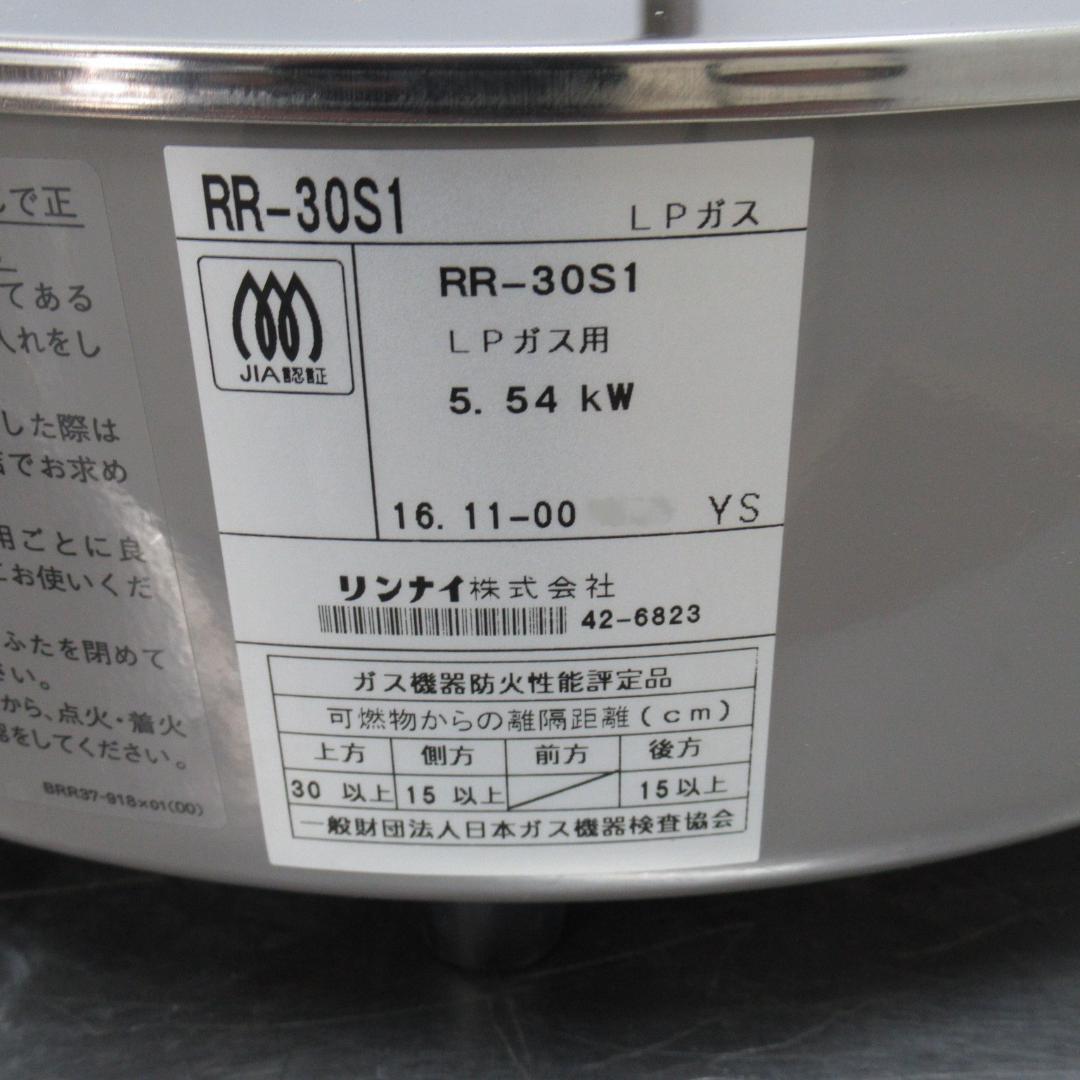 んで正
てある
入れをし
した際は
店でお求め
用ごとに良
にお使いくだ
ふたを閉めて
さい。
から、点火・着火
をしてください。
BRR37-918×01(00)
RR-30S1 LPガス
JIA認証
RR-30S1
LPガス用
5.54 kW
16.11-00 YS
リンナイ株式会社
42-6823
ガス機器防火性能評定品
可燃物からの離隔距離(cm)
上方 側方 前方 後方
30 以上 15 以上 15以上
一般財団法人日本ガス機器検査協会